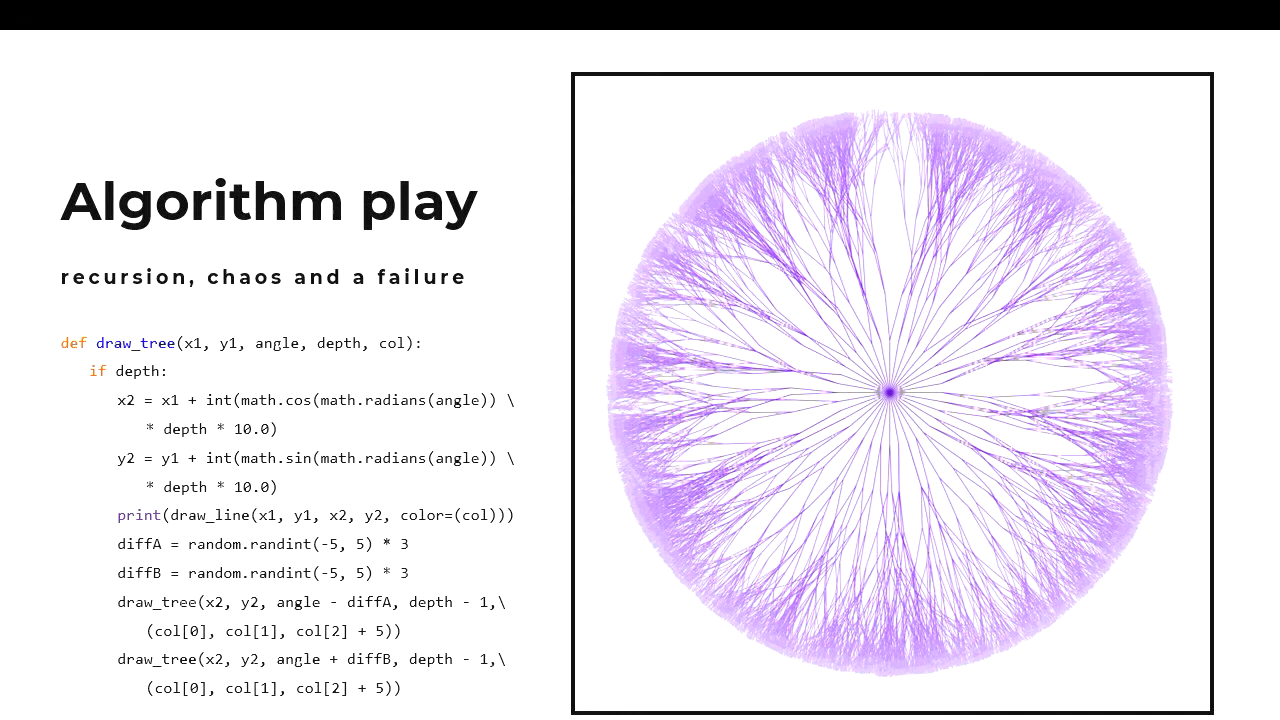 Algorithm play
recursion, chaos and a failure
def draw_tree(x1, y1, angle, depth, col):
if depth:
x2 = x1 + int(math.cos(math.radians(angle)) \
* depth * 10.0)
y2 = y1 + int(math.sin(math.radians(angle)) \
* depth * 10.0)
print(draw_line(x1, y1, x2, y2, color=(col)))
diffA = random.randint(-5, 5) * 3
diffB = random.randint(-5, 5) * 3
draw_tree(x2, y2, angle - diffA, depth - 1,\
(col[0], col[1], col[2] + 5))
draw_tree(x2, y2, angle + diffB, depth - 1,\
(col[0], col[1], col[2] + 5))